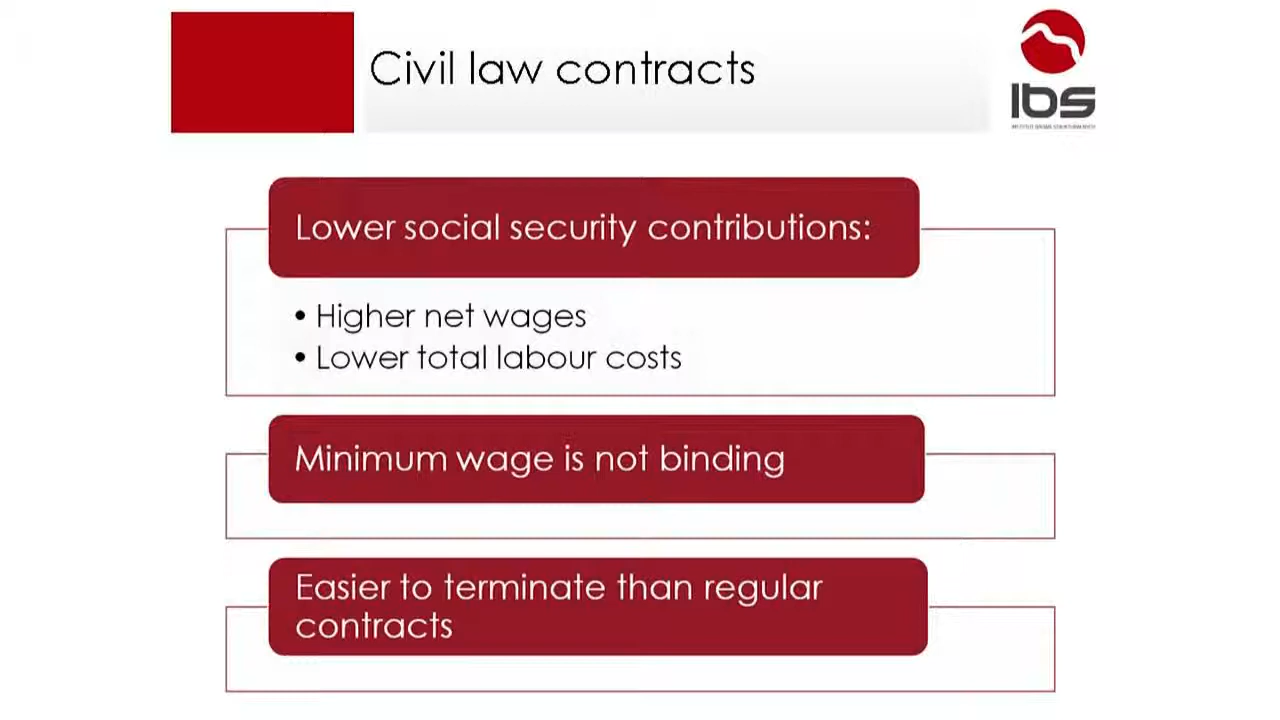 Civil law contracts
Ibs
Lower social security contributions:
• Higher net wages
• Lower total labour costs
Minimum wage is not binding
Easier to terminate than regular
contracts